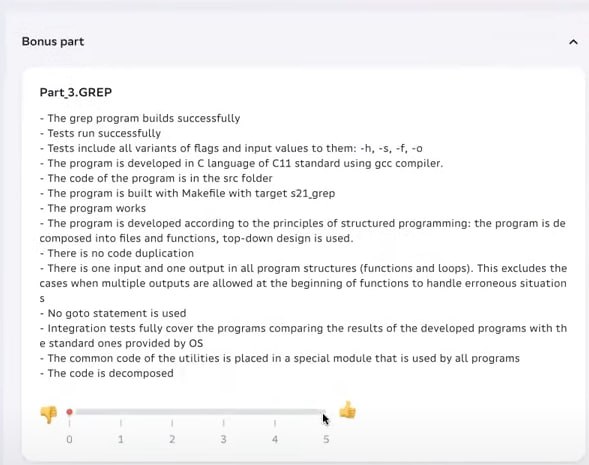 Bonus part
Part_3.GREP
- The grep program builds successfully
- Tests run successfully
- Tests include all variants of flags and input values to them: -h, -s, -f, -o
- The program is developed in C language of C11 standard using gcc compiler.
- The code of the program is in the src folder
- The program is built with Makefile with target s21_grep
- The program works
- The program is developed according to the principles of structured programming: the program is de
composed into files and functions, top-down design is used.
- There is no code duplication
- There is one input and one output in all program structures (functions and loops). This excludes the
cases when multiple outputs are allowed at the beginning of functions to handle erroneous situation
s
- No goto statement is used
- Integration tests fully cover the programs comparing the results of the developed programs with th
e standard ones provided by OS
- The common code of the utilities is placed in a special module that is used by all programs
- The code is decomposed
0 1 2 3 4 5